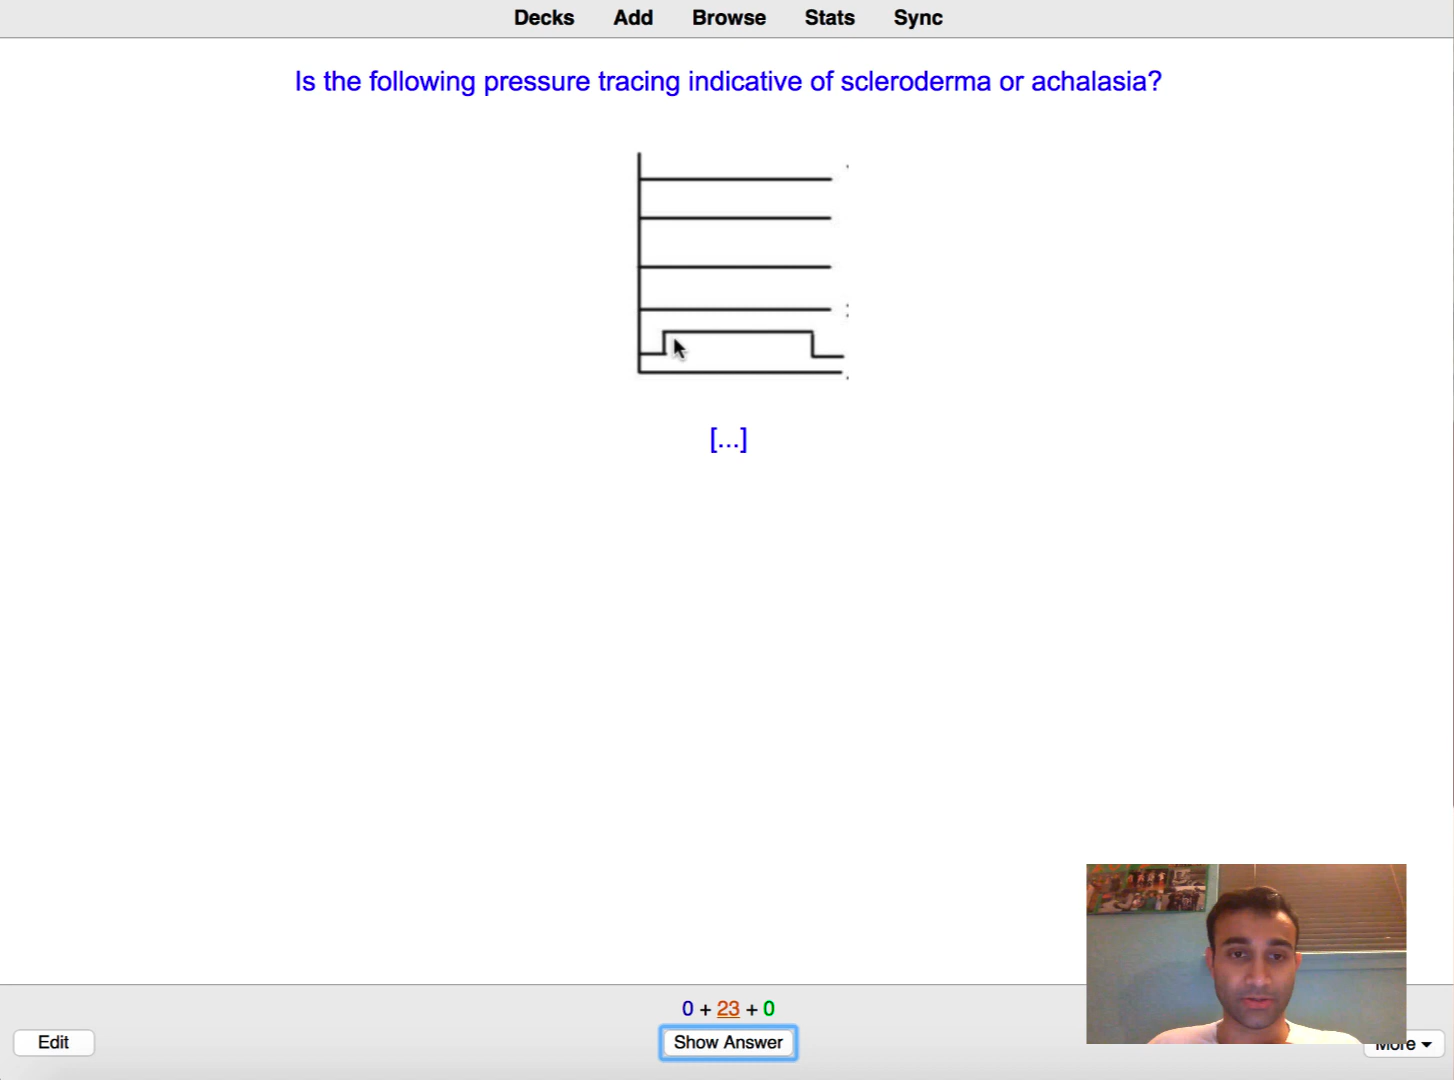 Decks Add Browse Stats Sync
Is the following pressure tracing indicative of scleroderma or achalasia?
[...]
0 + 23 + 0
Edit Show Answer More